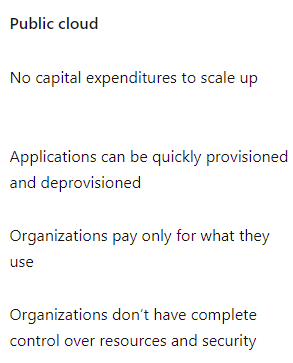 Public cloud
No capital expenditures to scale up
Applications can be quickly provisioned
and deprovisioned
Organizations pay only for what they
use
Organizations don’t have complete
control over resources and security